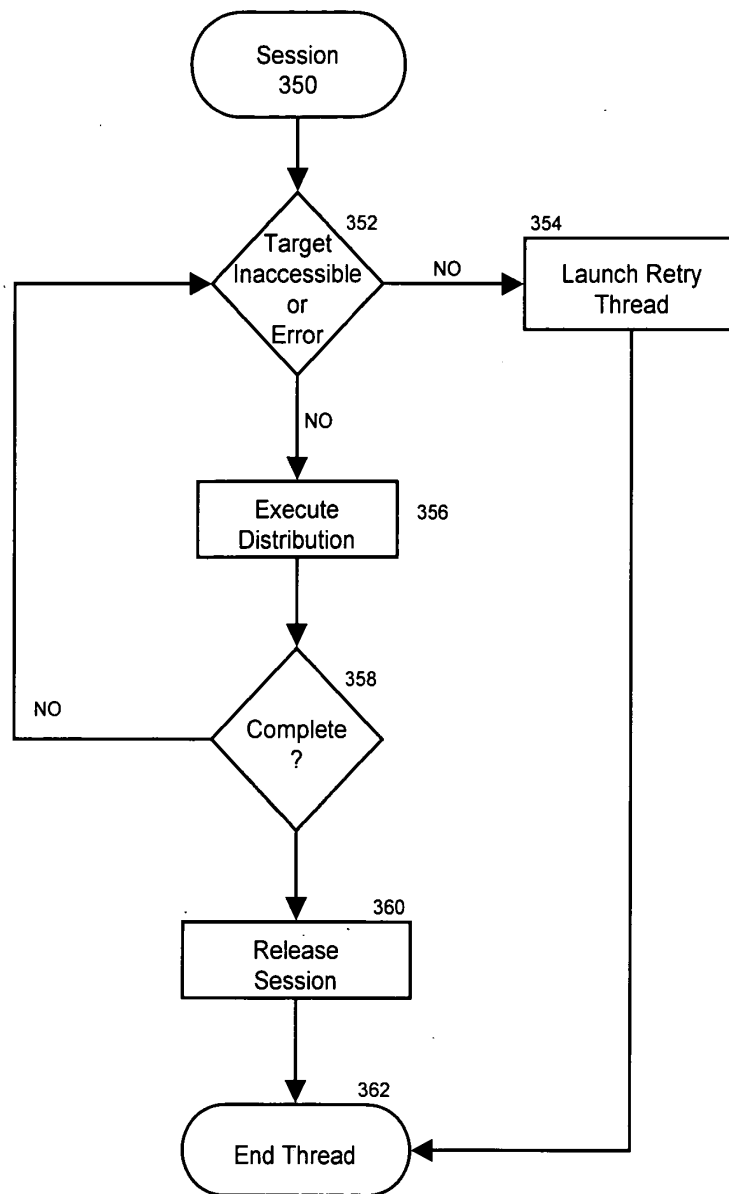 Session
350
352
Target
Inaccessible
or
Error
NO
354
Launch Retry
Thread
NO
Execute
Distribution
356
358
Complete
?
NO
360
Release
Session
362
End Thread